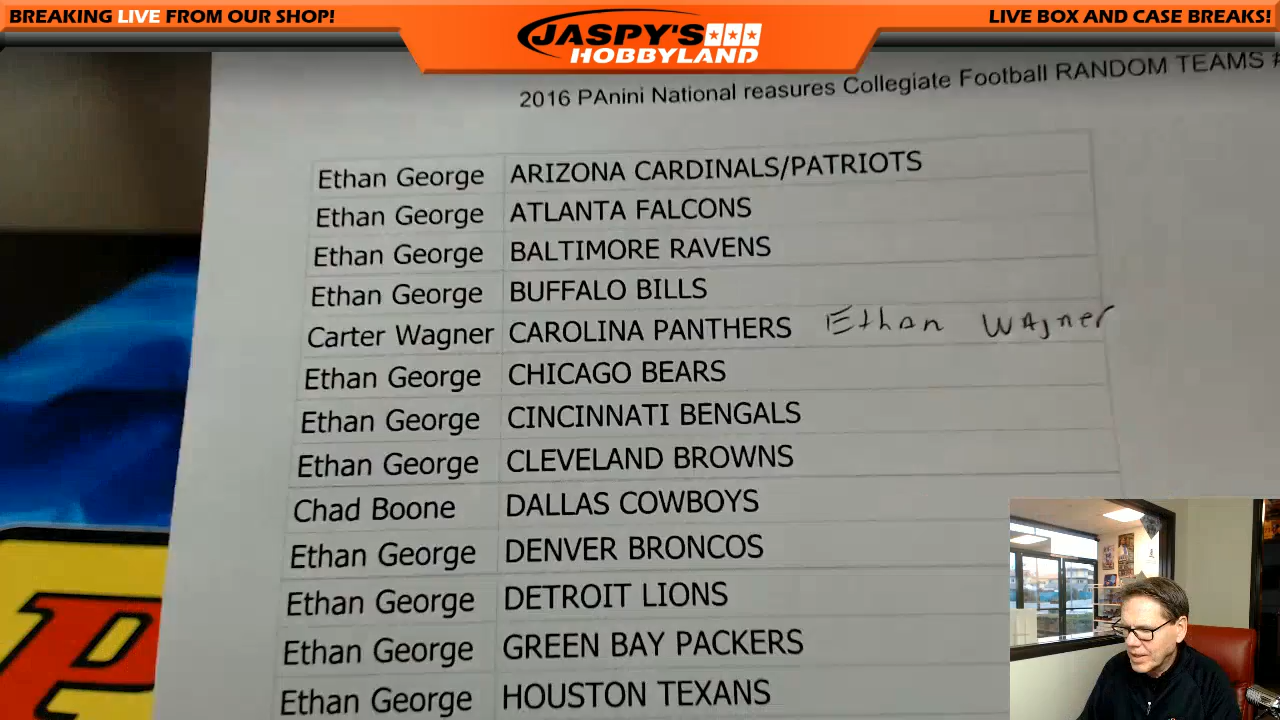 BREAKING LIVE FROM OUR SHOP!
JASPY'S
HOBBYLAND
LIVE BOX AND CASE BREAKS!
2016 PAnini National reasures Collegiate Football RANDOM TEAMS #
Ethan George ARIZONA CARDINALS/PATRIOTS
Ethan George ATLANTA FALCONS
Ethan George BALTIMORE RAVENS
Ethan George BUFFALO BILLS
Carter Wagner CAROLINA PANTHERS Ethan Wagner
Ethan George CHICAGO BEARS
Ethan George CINCINNATI BENGALS
Ethan George CLEVELAND BROWNS
Chad Boone DALLAS COWBOYS
Ethan George DENVER BRONCOS
Ethan George DETROIT LIONS
Ethan George GREEN BAY PACKERS
Ethan George HOUSTON TEXANS
P